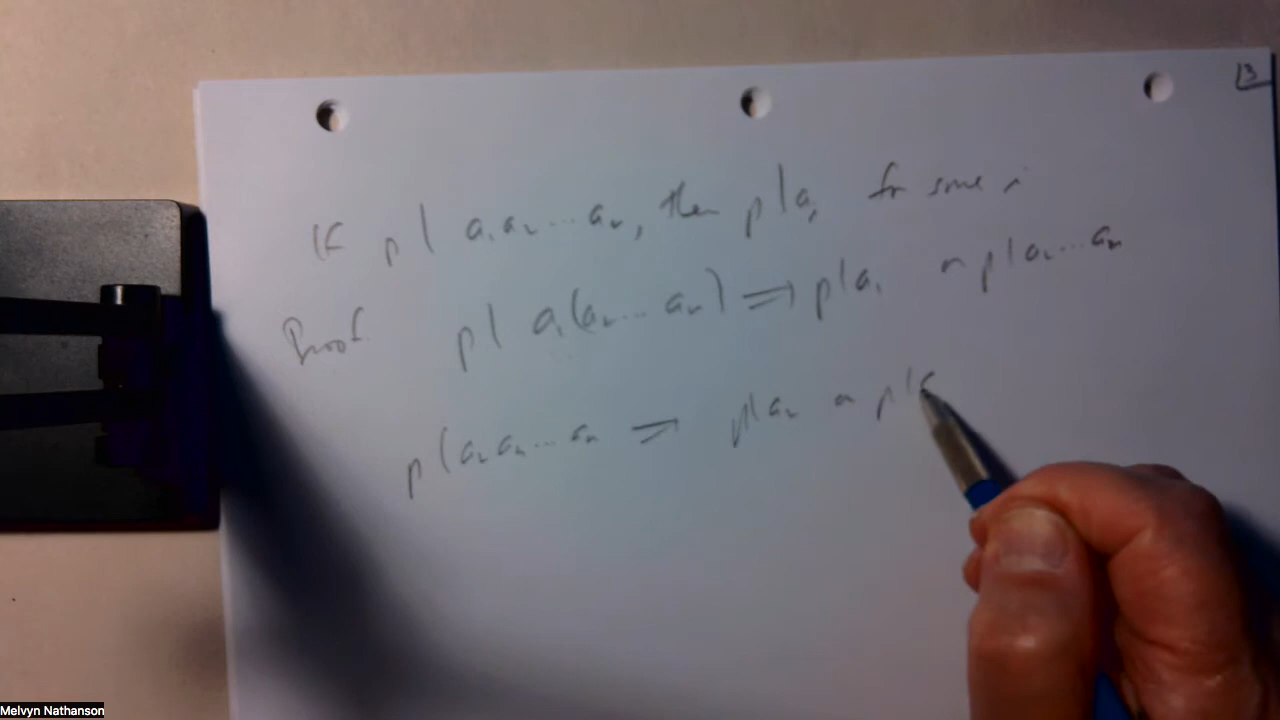 13
If p | a₁a₂...aₙ, then p|aᵢ for some i
Proof. p | a₁(a₂...aₙ) ⟹ p|a₁ or p|a₂...aₙ
p|a₂a₃...aₙ ⟹ p|a₂ or p|a
Melvyn Nathanson